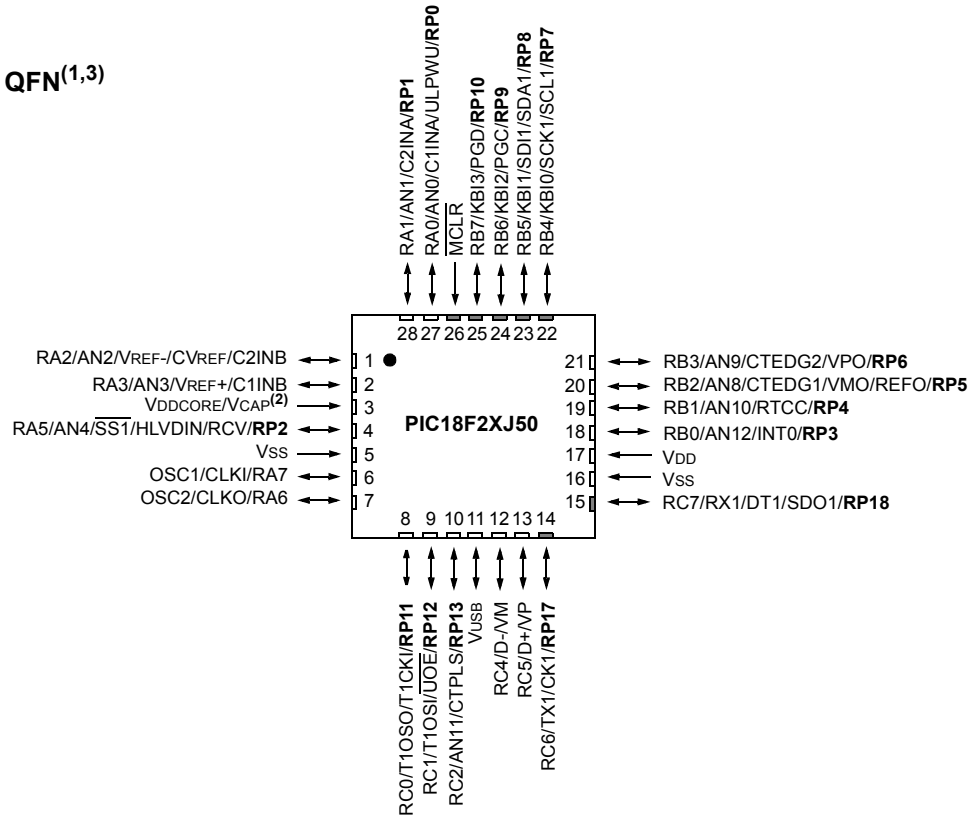 QFN(1,3)
RA1/AN1/C2INA/RP1
RA0/AN0/C1INA/ULPWU/RP0
MCLR
RB7/KBI3/PGD/RP10
RB6/KBI2/PGC/RP9
RB5/KBI1/SDI1/SDA1/RP8
RB4/KBI0/SCK1/SCL1/RP7
28 27 26 25 24 23 22
RA2/AN2/VREF-/CVREF/C2INB 1
RA3/AN3/VREF+/C1INB 2
VDDCORE/VCAP(2) 3
RA5/AN4/SS1/HLVDIN/RCV/RP2 4
VSS 5
OSC1/CLKI/RA7 6
OSC2/CLKO/RA6 7
PIC18F2XJ50
21 RB3/AN9/CTEDG2/VPO/RP6
20 RB2/AN8/CTEDG1/VMO/REFO/RP5
19 RB1/AN10/RTCC/RP4
18 RB0/AN12/INT0/RP3
17 VDD
16 VSS
15 RC7/RX1/DT1/SDO1/RP18
8 9 10 11 12 13 14
RC0/T1OSO/T1CKI/RP11
RC1/T1OSI/UOE/RP12
RC2/AN11/CTPLS/RP13
VUSB
RC4/D-/VM
RC5/D+/VP
RC6/TX1/CK1/RP17